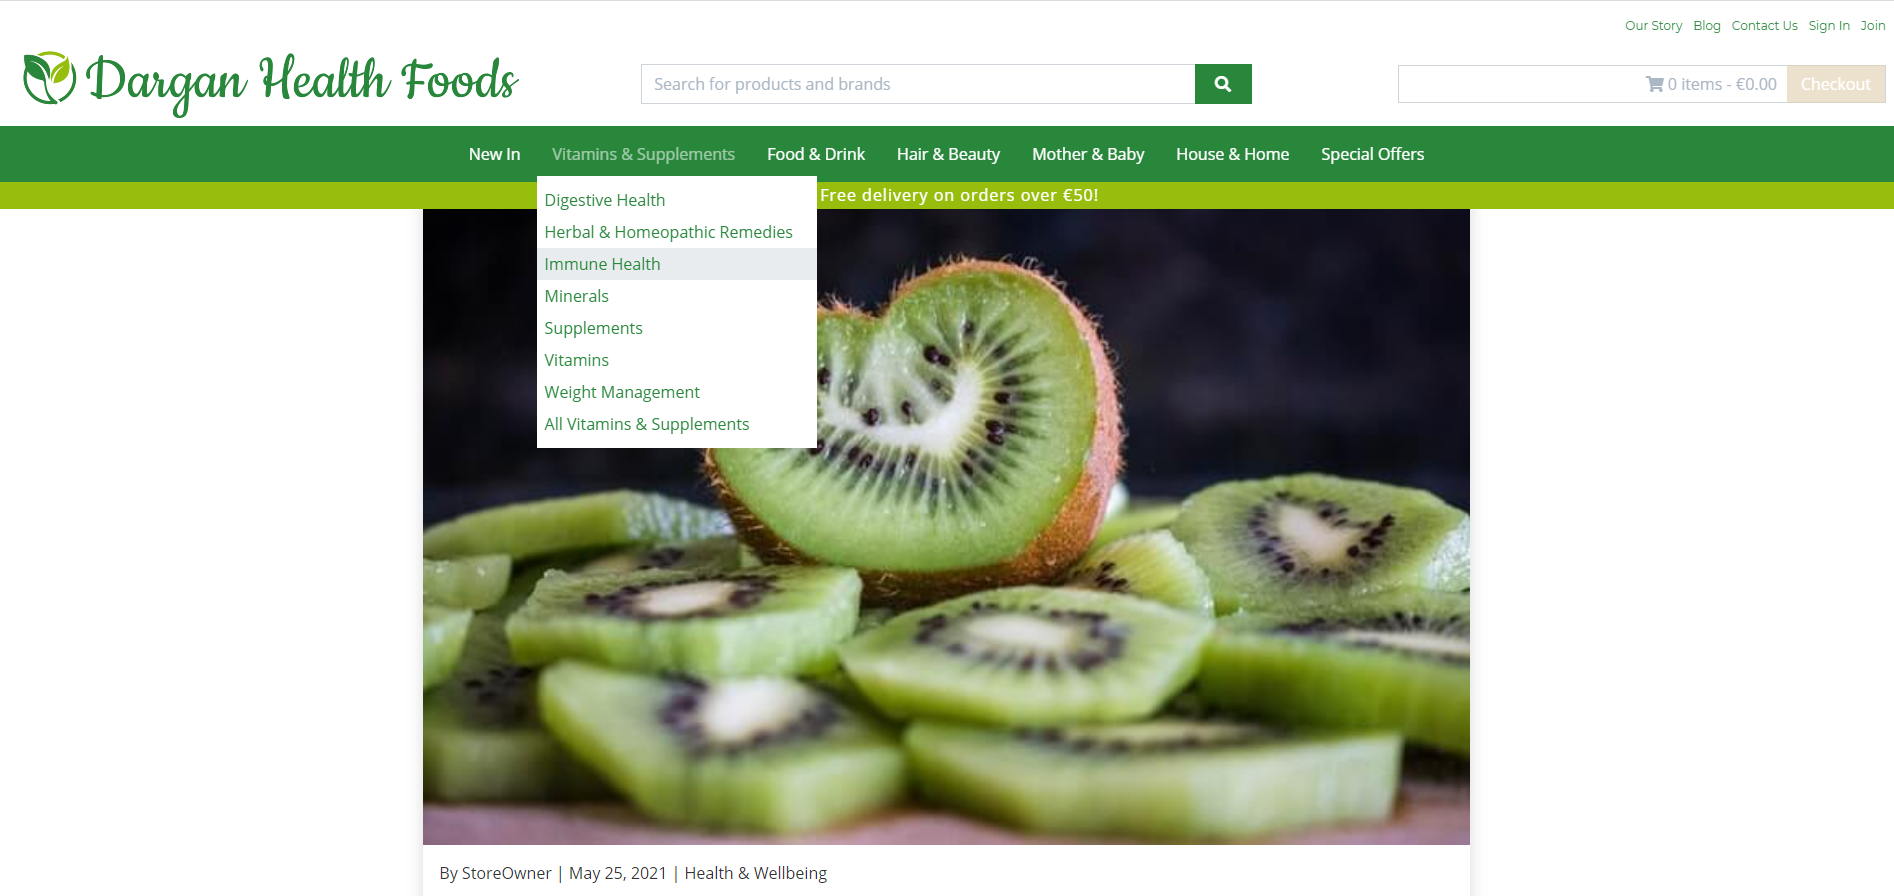 Our Story Blog Contact Us Sign In Join
Dargan Health Foods
Search for products and brands
0 items - €0.00 Checkout
New In Vitamins & Supplements Food & Drink Hair & Beauty Mother & Baby House & Home Special Offers
Free delivery on orders over €50!
Digestive Health
Herbal & Homeopathic Remedies
Immune Health
Minerals
Supplements
Vitamins
Weight Management
All Vitamins & Supplements
By StoreOwner | May 25, 2021 | Health & Wellbeing